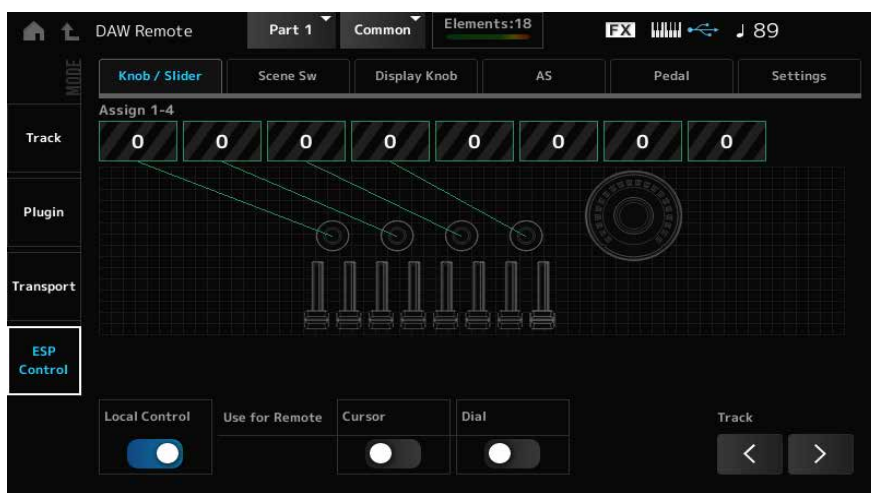 DAW Remote
Part 1
Common
Elements:18
FX
♩ 89
MODE
Knob / Slider
Scene Sw
Display Knob
AS
Pedal
Settings
Assign 1-4
0 0 0 0 0 0 0 0
Track
Plugin
Transport
ESP
Control
Local Control
Use for Remote
Cursor
Dial
Track